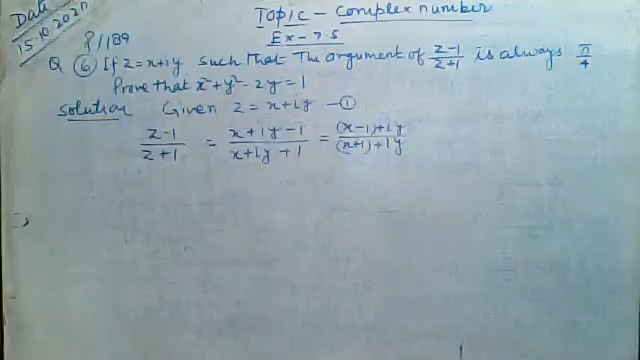 Date
15.10.2020
Topic - Complex number
Ex - 7.5
P/189
Q ⑥ If z = x+iy such that The argument of (z-1)/(z+1) is always π/4
Prove that x²+y²-2y=1
Solution Given z = x+iy -①
(z-1)/(z+1) = (x+iy-1)/(x+iy+1) = ((x-1)+iy)/((x+1)+iy)